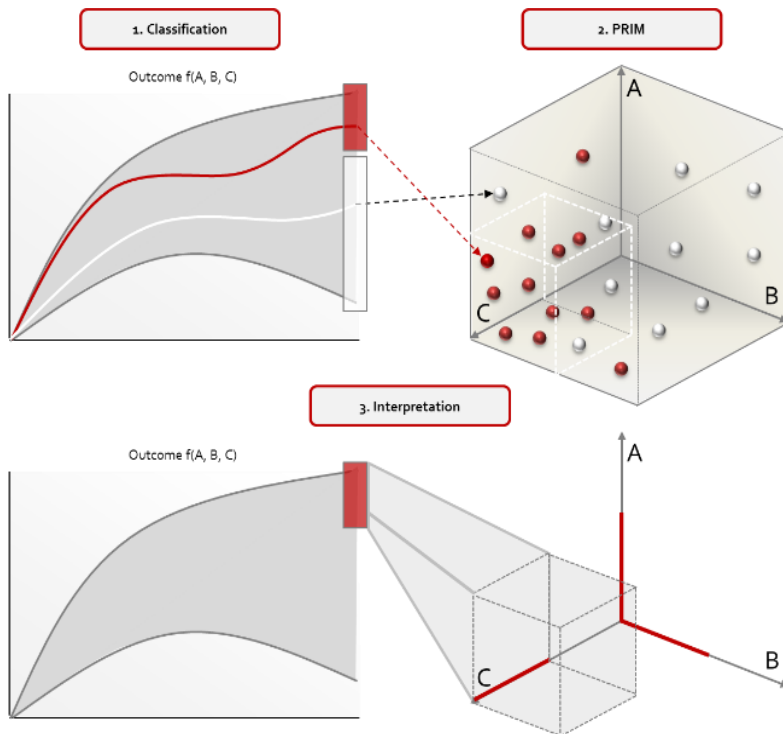 1. Classification
2. PRIM
Outcome f(A, B, C)
A
B
C
3. Interpretation
Outcome f(A, B, C)
A
B
C